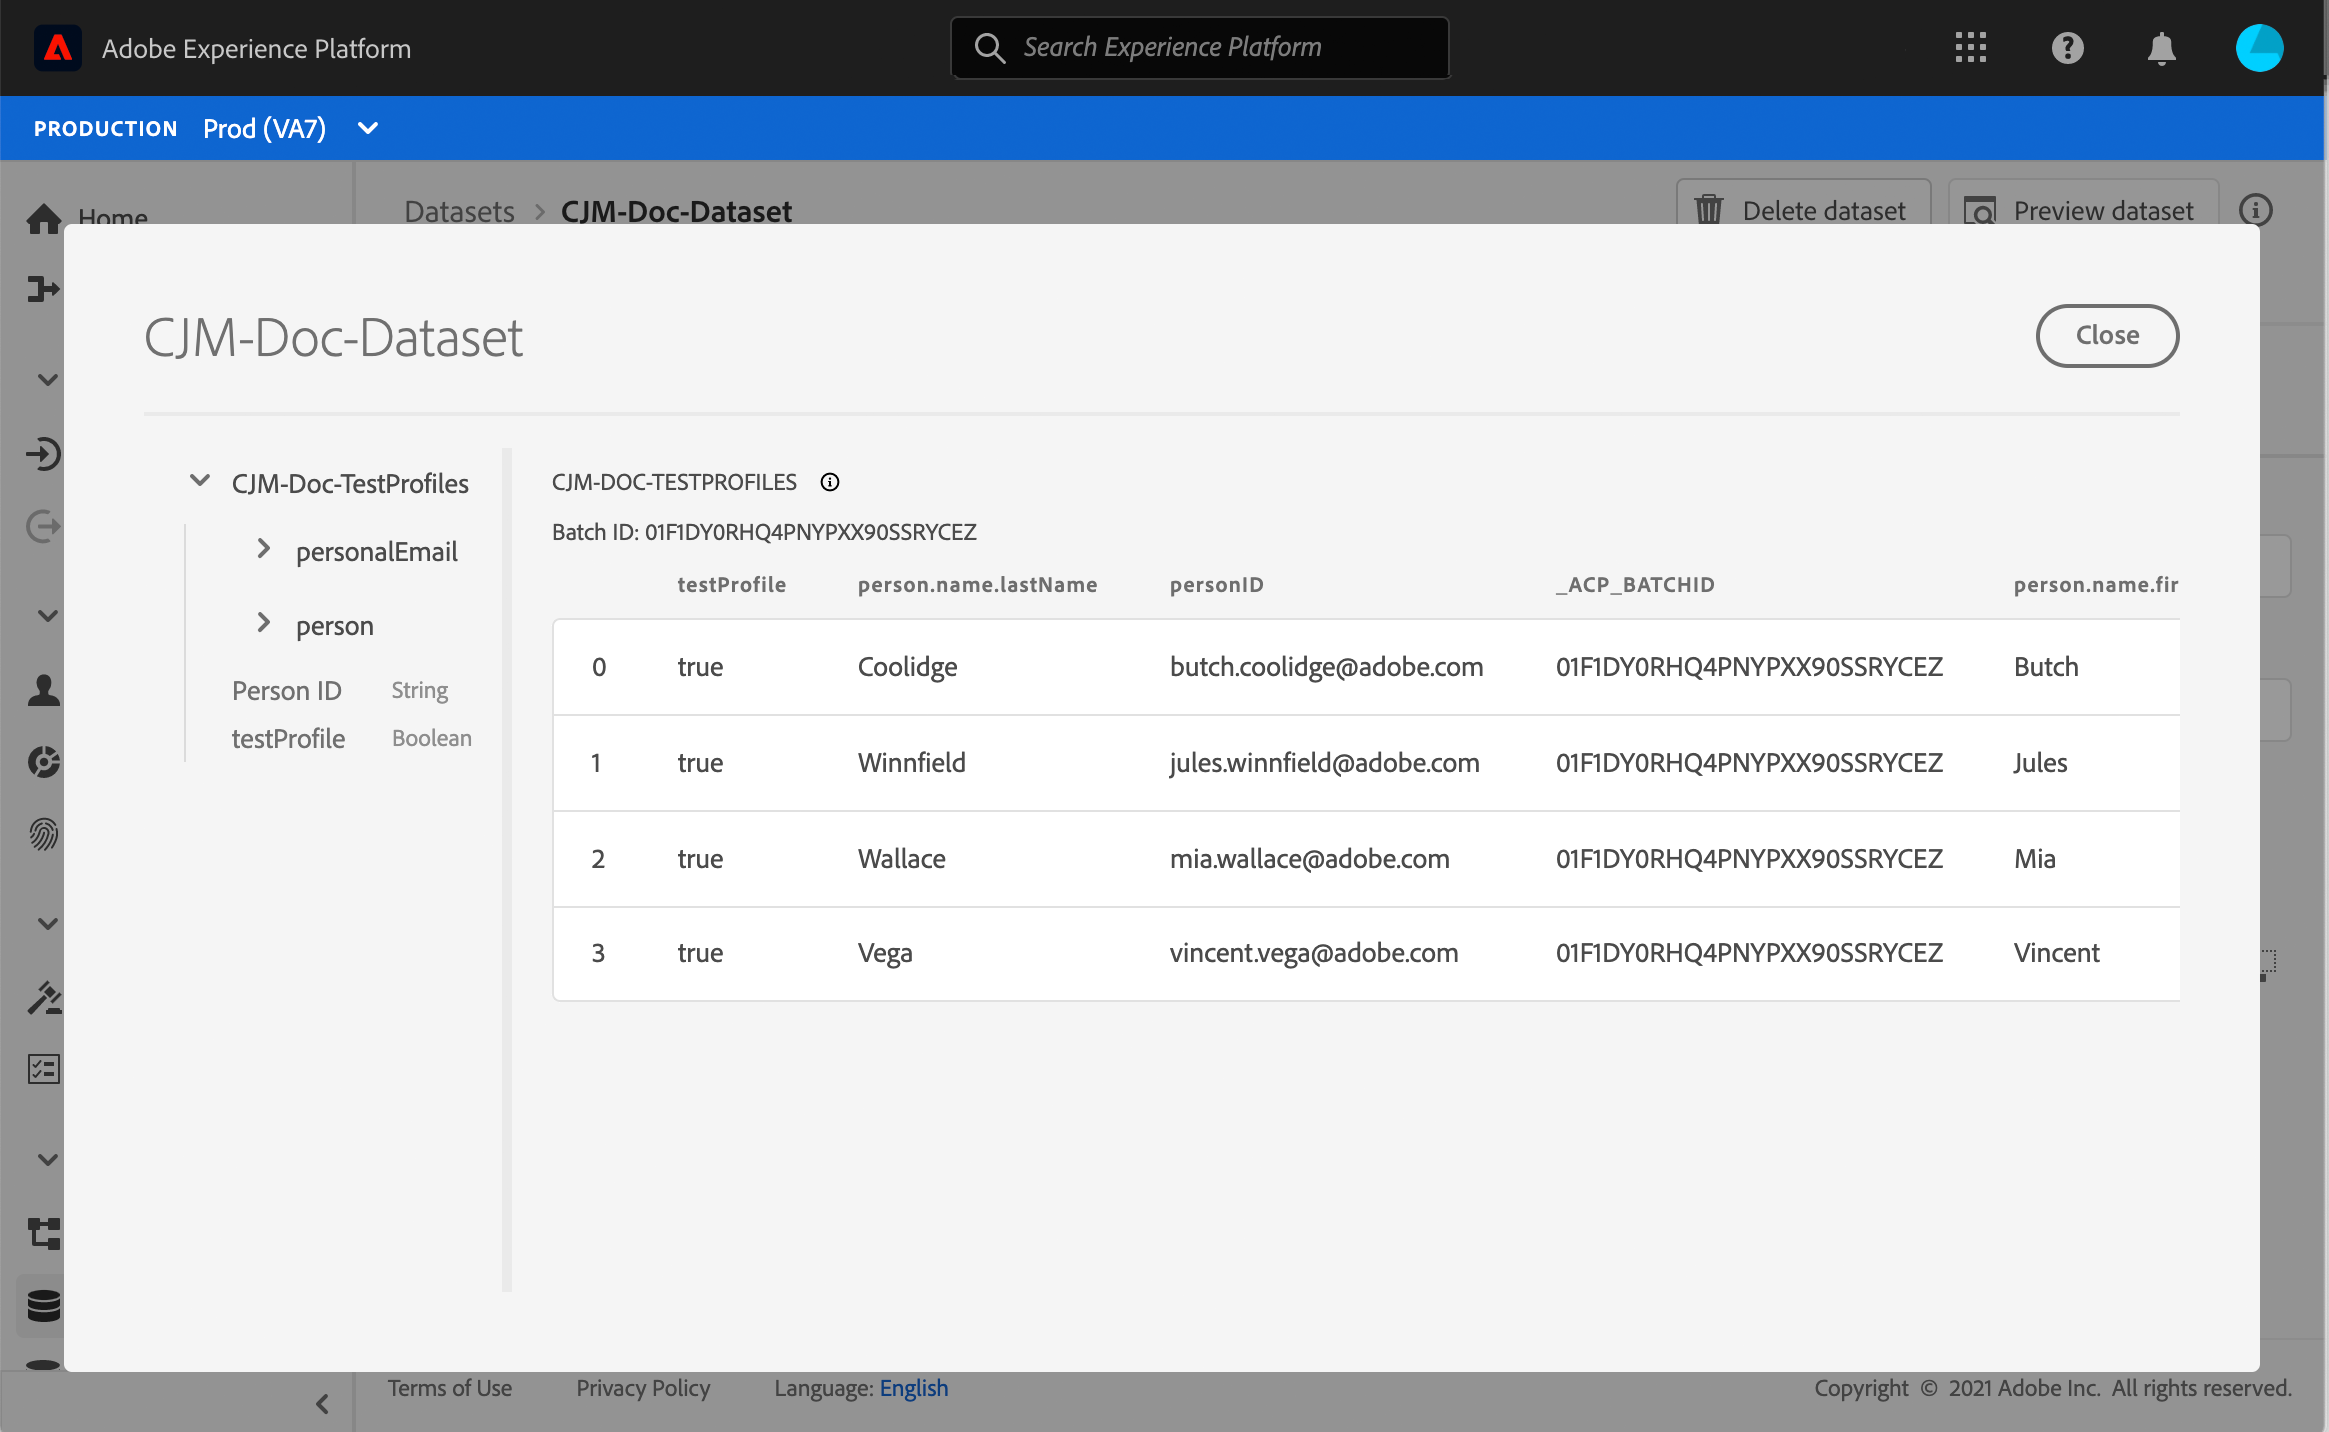 Adobe Experience Platform
Search Experience Platform
PRODUCTION Prod (VA7)
Home
Datasets > CJM-Doc-Dataset
Delete dataset
Preview dataset
CJM-Doc-Dataset
Close
CJM-Doc-TestProfiles
personalEmail
person
Person ID String
testProfile Boolean
CJM-DOC-TESTPROFILES
Batch ID: 01F1DY0RHQ4PNYPXX90SSRYCEZ
testProfile person.name.lastName personID _ACP_BATCHID person.name.fir
0 true Coolidge butch.coolidge@adobe.com 01F1DY0RHQ4PNYPXX90SSRYCEZ Butch
1 true Winnfield jules.winnfield@adobe.com 01F1DY0RHQ4PNYPXX90SSRYCEZ Jules
2 true Wallace mia.wallace@adobe.com 01F1DY0RHQ4PNYPXX90SSRYCEZ Mia
3 true Vega vincent.vega@adobe.com 01F1DY0RHQ4PNYPXX90SSRYCEZ Vincent
Terms of Use Privacy Policy Language: English Copyright © 2021 Adobe Inc. All rights reserved.